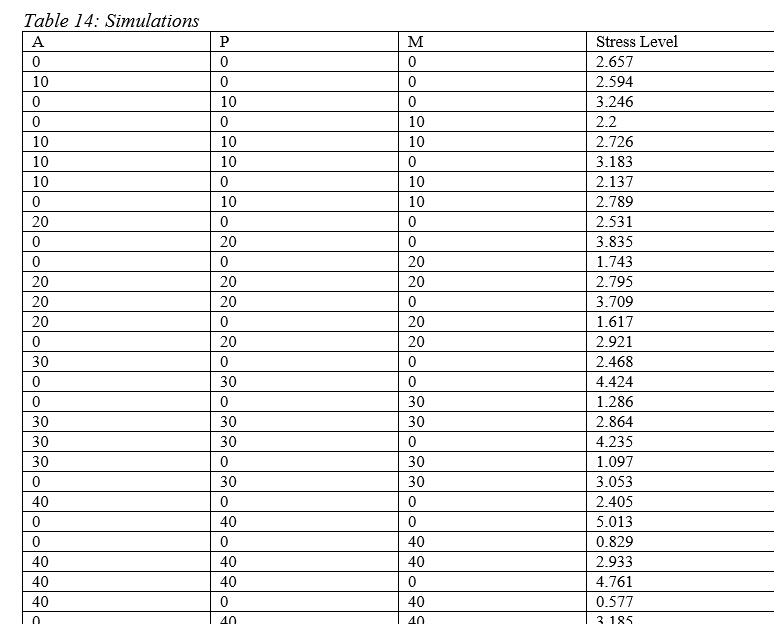 Table 14: Simulations
A P M Stress Level
0 0 0 2.657
10 0 0 2.594
0 10 0 3.246
0 0 10 2.2
10 10 10 2.726
10 10 0 3.183
10 0 10 2.137
0 10 10 2.789
20 0 0 2.531
0 20 0 3.835
0 0 20 1.743
20 20 20 2.795
20 20 0 3.709
20 0 20 1.617
0 20 20 2.921
30 0 0 2.468
0 30 0 4.424
0 0 30 1.286
30 30 30 2.864
30 30 0 4.235
30 0 30 1.097
0 30 30 3.053
40 0 0 2.405
0 40 0 5.013
0 0 40 0.829
40 40 40 2.933
40 40 0 4.761
40 0 40 0.577
0 40 40 3.185